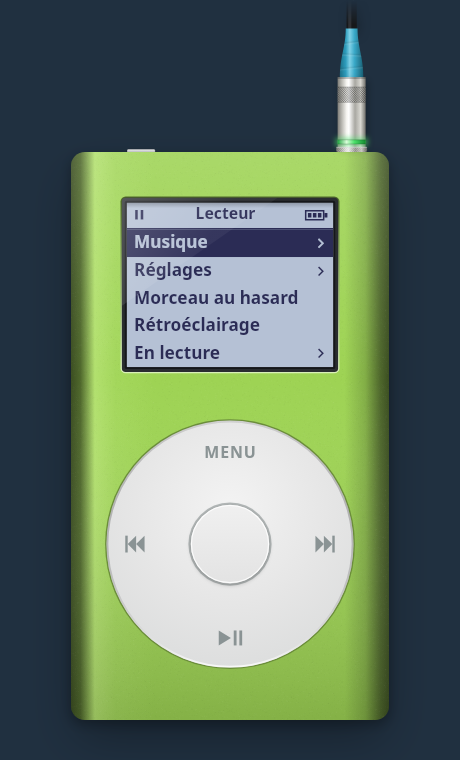 Lecteur
Musique
Réglages
Morceau au hasard
Rétroéclairage
En lecture
MENU